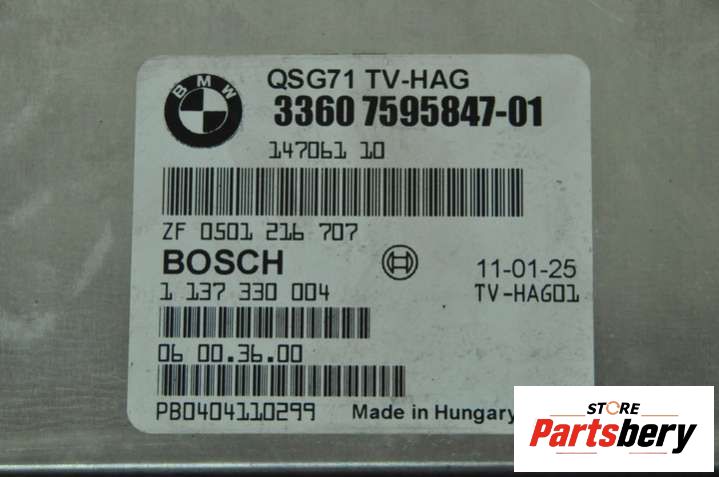 BMW
QSG71 TV-HAG
3360 7595847-01
147061 10
ZF 0501 216 707
BOSCH
11-01-25
1 137 330 004
TV-HAG01
06 00.36.00
PB0404110299
Made in Hungary
STORE
Partsbery